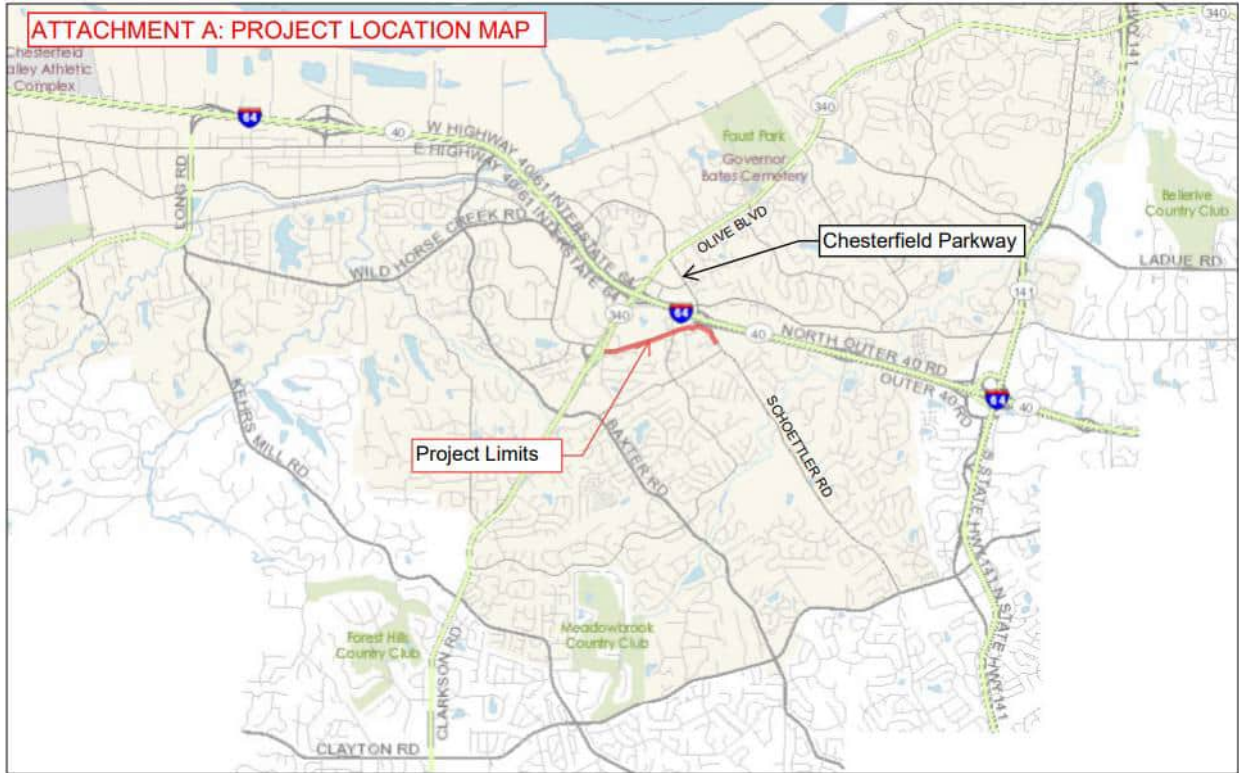 ATTACHMENT A: PROJECT LOCATION MAP
340
HWY 141
Chesterfield
alley Athletic
Complex
64
40
W HIGHWAY 40/61 INTERSTATE 64
E HIGHWAY 40/61 INTERSTATE 64
340
Faust Park
Governor
Bates Cemetery
LONG RD
Bellerive
Country Club
OLIVE BLVD
Chesterfield Parkway
LADUE RD
WILD HORSE CREEK RD
141
340
64
40
NORTH OUTER 40 RD
OUTER 40 RD
64
40
KEHRS MILL RD
SCHOETTLER RD
Project Limits
BAXTER RD
S STATE HWY 141
N STATE HWY 141
Forest Hills
Country Club
Meadowbrook
Country Club
CLARKSON RD
CLAYTON RD